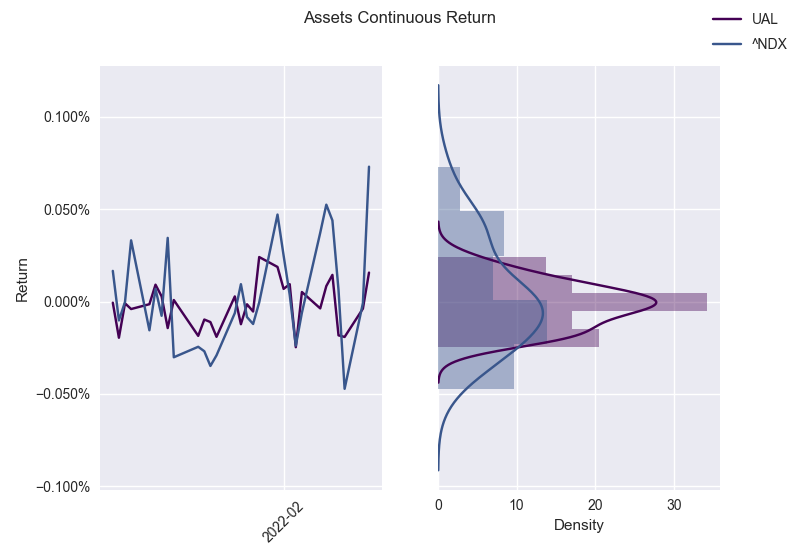 Assets Continuous Return
UAL
^NDX
Return
0.100%
0.050%
0.000%
−0.050%
−0.100%
2022-02
0
10
20
30
Density